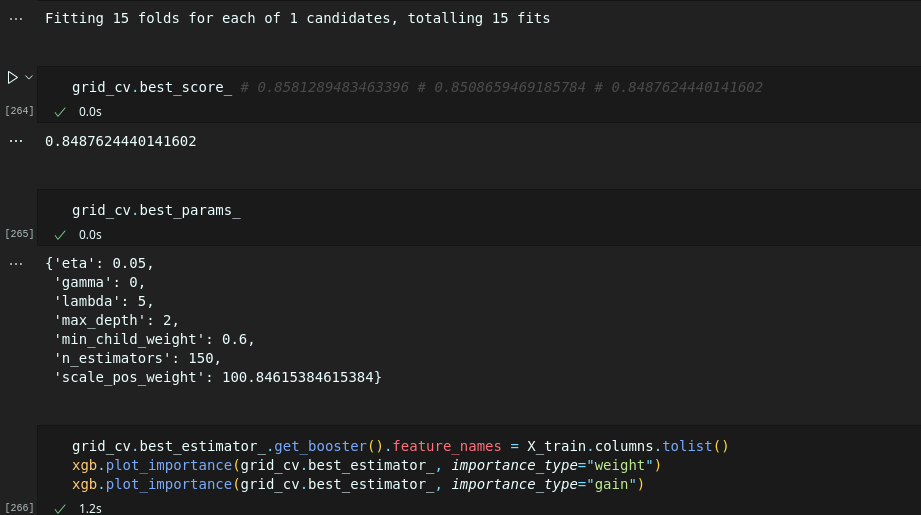 Fitting 15 folds for each of 1 candidates, totalling 15 fits
grid_cv.best_score_ # 0.8581289483463396 # 0.8508659469185784 # 0.8487624440141602
[264] 0.0s
0.8487624440141602
grid_cv.best_params_
[265] 0.0s
{'eta': 0.05,
'gamma': 0,
'lambda': 5,
'max_depth': 2,
'min_child_weight': 0.6,
'n_estimators': 150,
'scale_pos_weight': 100.84615384615384}
grid_cv.best_estimator_.get_booster().feature_names = X_train.columns.tolist()
xgb.plot_importance(grid_cv.best_estimator_, importance_type="weight")
xgb.plot_importance(grid_cv.best_estimator_, importance_type="gain")
[266] 1.2s